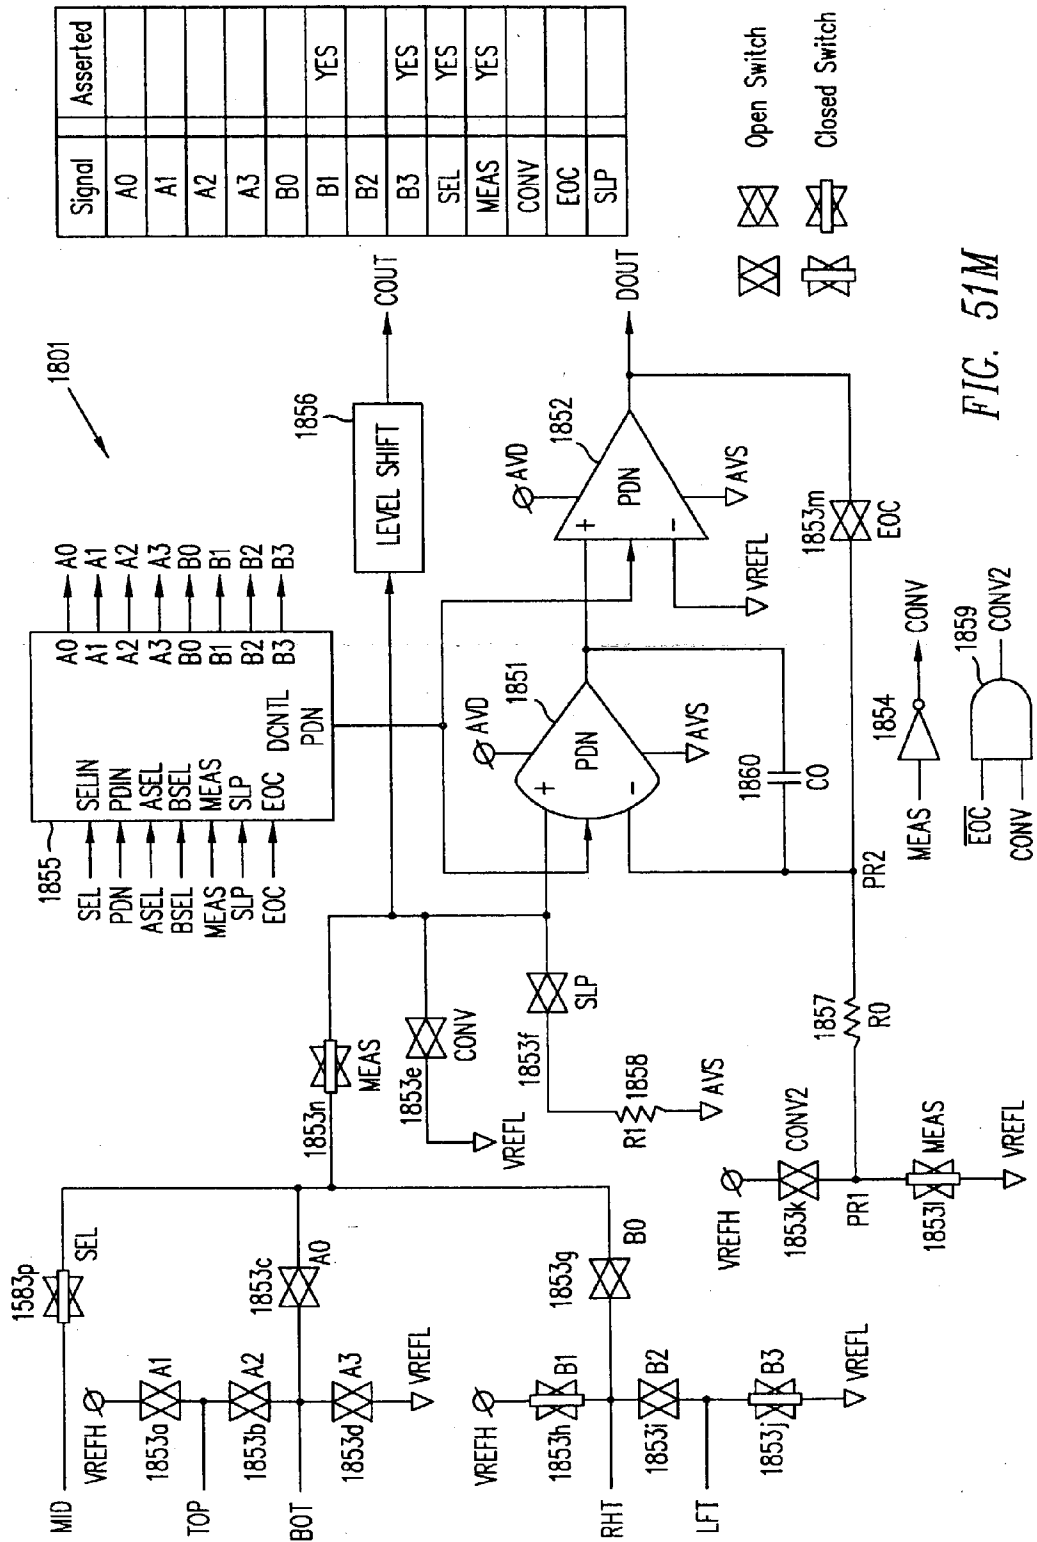 1801
1855
SEL
PDN
ASEL
BSEL
MEAS
SLP
EOC
SELIN
PDIN
ASEL
BSEL
MEAS
SLP
EOC
DCNTL
PDN
A0
A1
A2
A3
B0
B1
B2
B3
A0
A1
A2
A3
B0
B1
B2
B3
Signal Asserted
A0
A1
A2
A3
B0
B1 YES
B2
B3 YES
SEL YES
MEAS YES
CONV
EOC
SLP
MID
1583p
SEL
VREFH
1853a
A1
TOP
1853b
A2
BOT
1853c
A0
1853d
A3
VREFL
1853n
MEAS
1853e
CONV
VREFL
1856
LEVEL SHIFT
COUT
VREFH
1853h
B1
RHT
1853g
B0
1853i
B2
LFT
1853j
B3
VREFL
1853f
SLP
R1
1858
AVS
AVD
1851
+
PDN
−
AVS
1860
CO
AVD
1852
+
PDN
−
AVS
VREFL
DOUT
VREFH
1853k
CONV2
PR1
1853l
MEAS
VREFL
1857
R0
PR2
1853m
EOC
MEAS
1854
CONV
EOC
CONV
1859
CONV2
Open Switch
Closed Switch
FIG. 51M